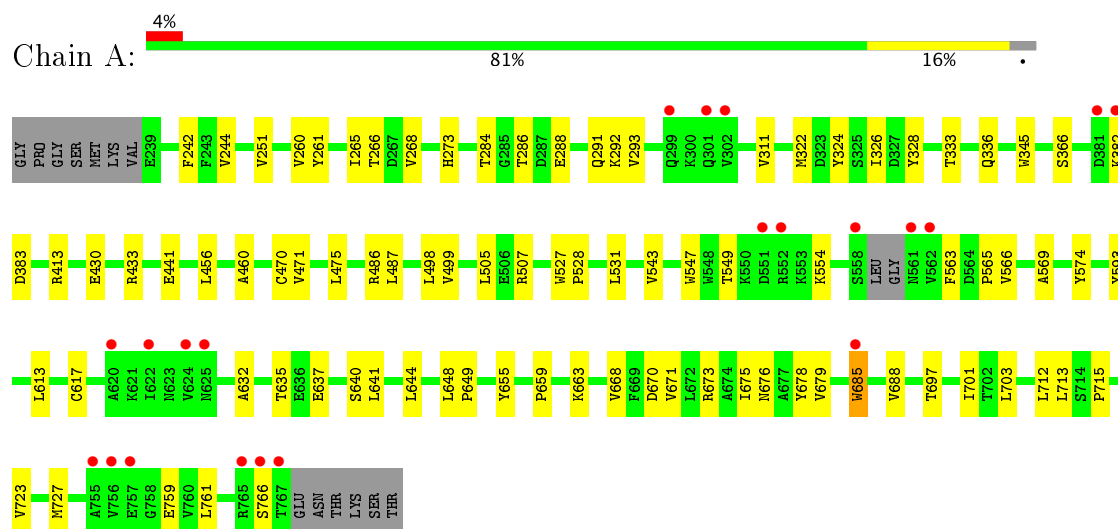 4%
Chain A:
81%
16%
.
GLY PRO GLY SER MET LYS VAL E239 F242 F243 V244 V251 V260 Y261 I265 T266 D267 V268 H273 T284 G285 T286 D287 E288 Q291 K292 V293 Q299 K300 Q301 V302 V311 M322 D323 Y324 S325 I326 D327 Y328 T333 Q336 W345 S366 D381 K382
D383 R413 E430 R433 E441 L456 A460 C470 V471 L475 R486 L487 L498 V499 L505 E506 R507 W527 P528 L531 V543 W547 W548 T549 K550 D551 R552 K553 K554 S558 LEU GLY N561 V562 F563 D564 P565 V566 A569 Y574 Y593
L613 C617 A620 K621 I622 N623 V624 N625 A632 T635 E636 E637 S640 L641 L644 L648 P649 Y655 P659 K663 V668 F669 D670 V671 L672 R673 A674 I675 N676 A677 Y678 V679 W685 V688 T697 I701 T702 L703 L712 L713 S714 P715
V723 M727 A755 V756 E757 G758 E759 V760 L761 R765 S766 T767 GLU ASN THR LYS SER THR